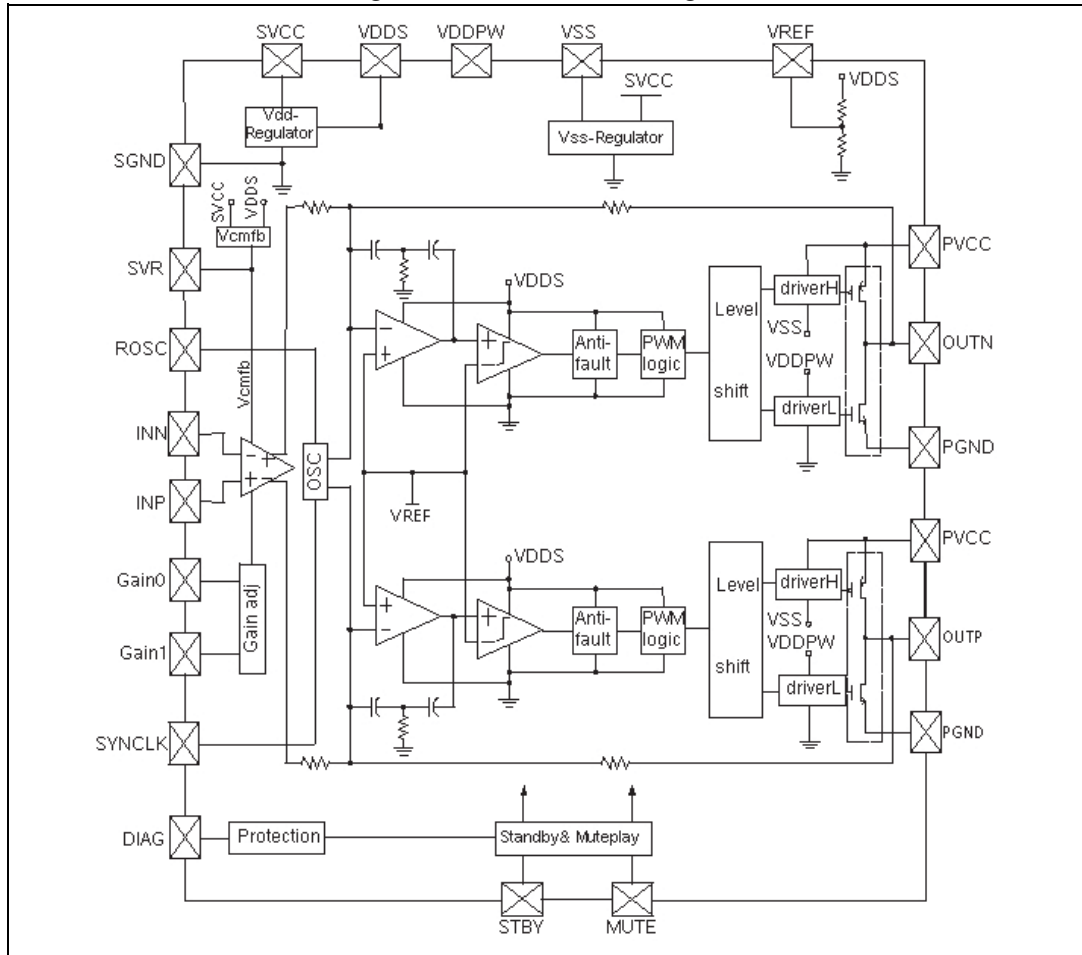 SVCC VDDS VDDPW VSS VREF
SVCC
VDDS
Vdd-
Regulator
Vss-Regulator
SGND
SVCC
VDDS
Vcmfb
SVR
PVCC
driverH
VDDS
Level
shift
VSS
ROSC
Vcmfb
Anti-
fault
PWM
logic
OUTN
VDDPW
driverL
INN
PGND
OSC
INP
VREF
PVCC
VDDS
Level
shift
driverH
Gain0
Gain adj
Anti-
fault
PWM
logic
VSS
VDDPW
OUTP
Gain1
driverL
SYNCLK
PGND
DIAG
Protection
Standby& Muteplay
STBY MUTE